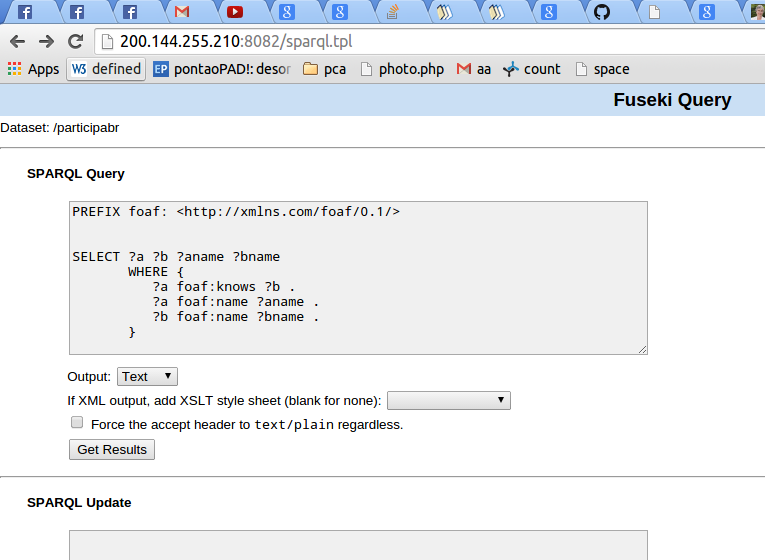 200.144.255.210:8082/sparql.tpl
Apps W3 defined EP pontaoPAD!: desor pca photo.php aa count space
Fuseki Query
Dataset: /participabr
SPARQL Query
PREFIX foaf: <http://xmlns.com/foaf/0.1/>
SELECT ?a ?b ?aname ?bname
WHERE {
?a foaf:knows ?b .
?a foaf:name ?aname .
?b foaf:name ?bname .
}
Output: Text
If XML output, add XSLT style sheet (blank for none):
Force the accept header to text/plain regardless.
Get Results
SPARQL Update